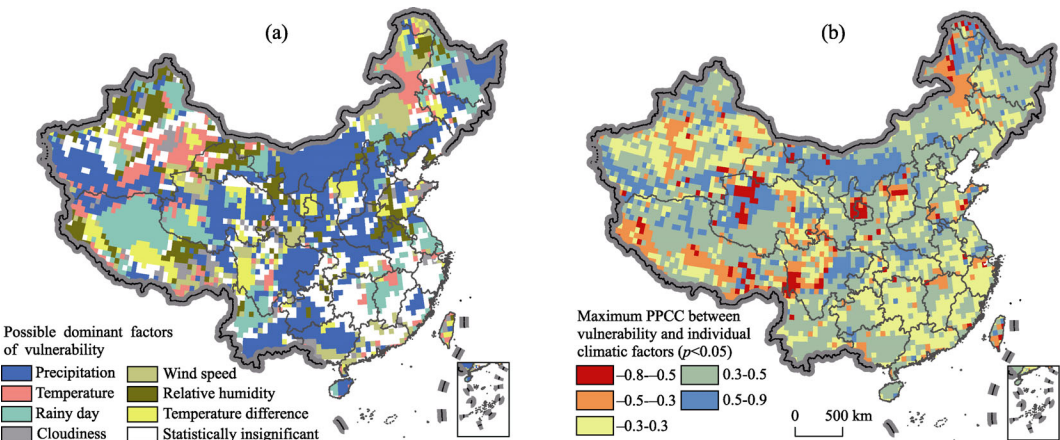 (a)
Possible dominant factors
of vulnerability
Precipitation
Temperature
Rainy day
Cloudiness
Wind speed
Relative humidity
Temperature difference
Statistically insignificant
(b)
Maximum PPCC between
vulnerability and individual
climatic factors (p<0.05)
–0.8-–0.5
–0.5-–0.3
–0.3-0.3
0.3-0.5
0.5-0.9
0 500 km